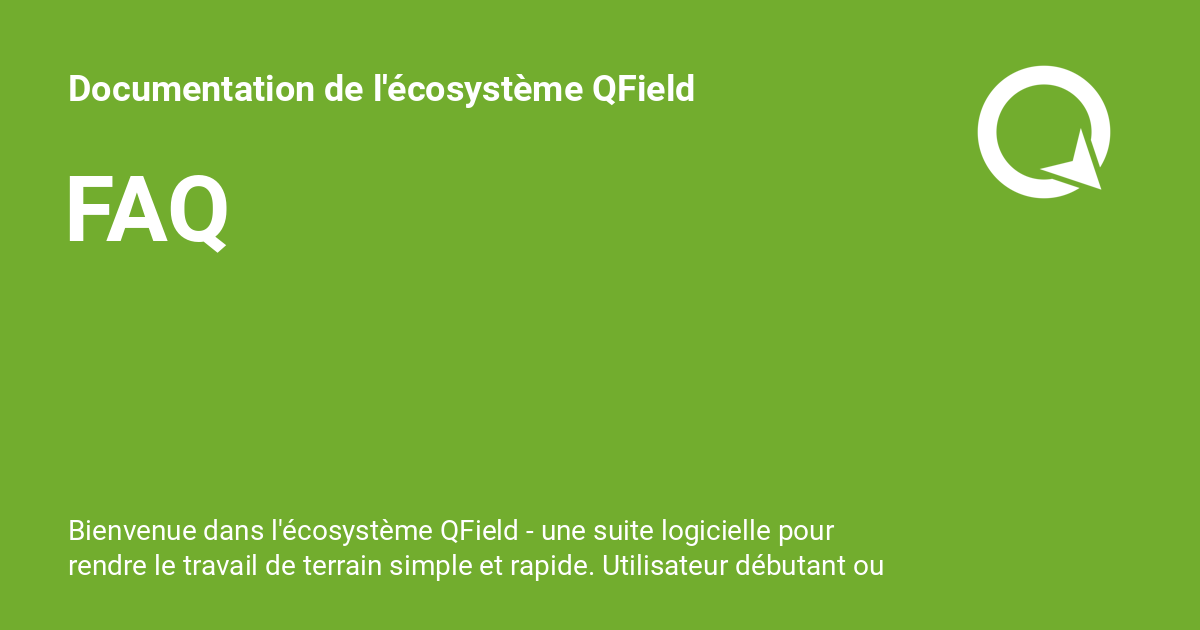 Documentation de l'écosystème QField
FAQ
Bienvenue dans l'écosystème QField - une suite logicielle pour
rendre le travail de terrain simple et rapide. Utilisateur débutant ou